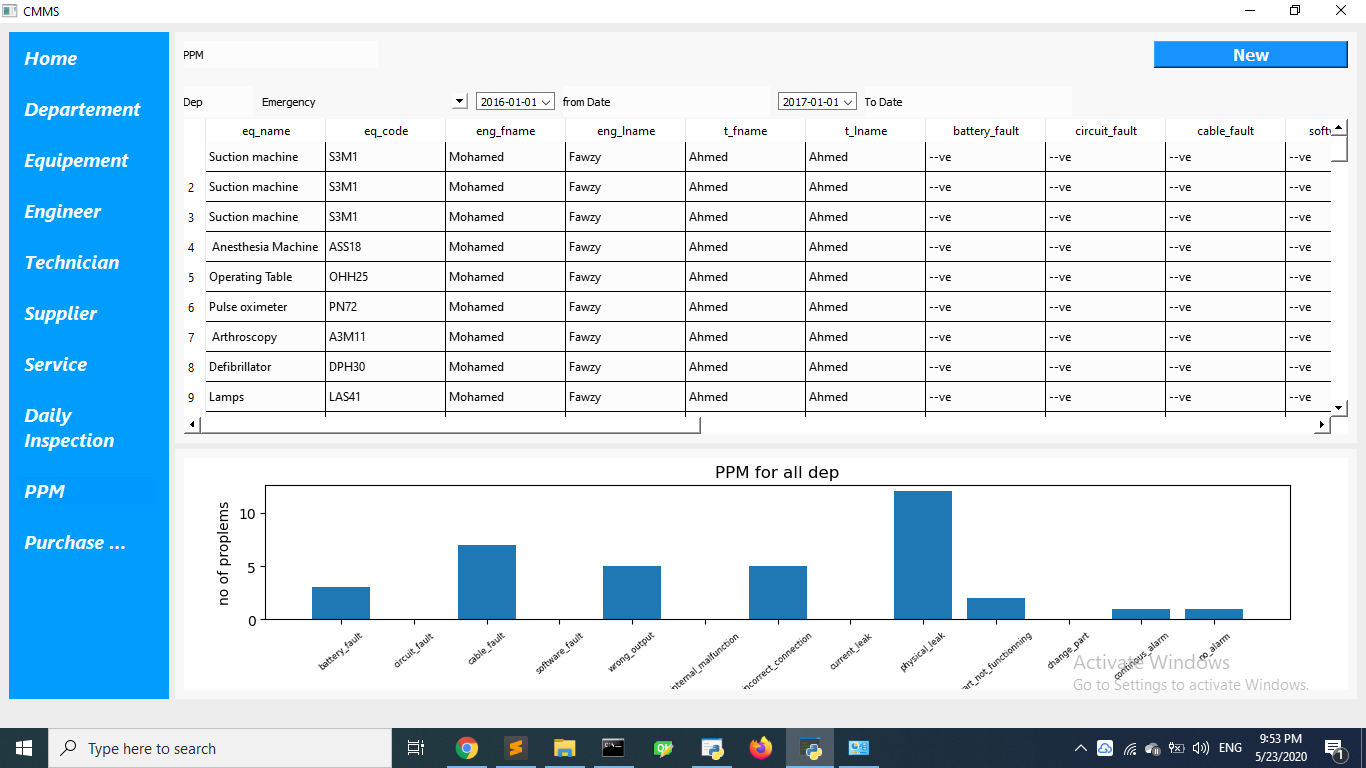 CMMS
Home
Departement
Equipement
Engineer
Technician
Supplier
Service
Daily
Inspection
PPM
Purchase ...
PPM
New
Dep Emergency 2016-01-01 from Date 2017-01-01 To Date
eq_name eq_code eng_fname eng_lname t_fname t_lname battery_fault circuit_fault cable_fault
Suction machine S3M1 Mohamed Fawzy Ahmed Ahmed --ve --ve --ve --ve
2 Suction machine S3M1 Mohamed Fawzy Ahmed Ahmed --ve --ve --ve --ve
3 Suction machine S3M1 Mohamed Fawzy Ahmed Ahmed --ve --ve --ve --ve
4 Anesthesia Machine ASS18 Mohamed Fawzy Ahmed Ahmed --ve --ve --ve --ve
5 Operating Table OHH25 Mohamed Fawzy Ahmed Ahmed --ve --ve --ve --ve
6 Pulse oximeter PN72 Mohamed Fawzy Ahmed Ahmed --ve --ve --ve --ve
7 Arthroscopy A3M11 Mohamed Fawzy Ahmed Ahmed --ve --ve --ve --ve
8 Defibrillator DPH30 Mohamed Fawzy Ahmed Ahmed --ve --ve --ve --ve
9 Lamps LAS41 Mohamed Fawzy Ahmed Ahmed --ve --ve --ve --ve
PPM for all dep
no of proplems
10
5
0
battery_fault circuit_fault cable_fault software_fault wrong_output nternal_malfunction ncorrect_connection current_leak physical_leak art_not_functionning change_part continous_alarm no_alarm
Activate Windows
Go to Settings to activate Windows.
Type here to search
ENG
9:53 PM
5/23/2020
1